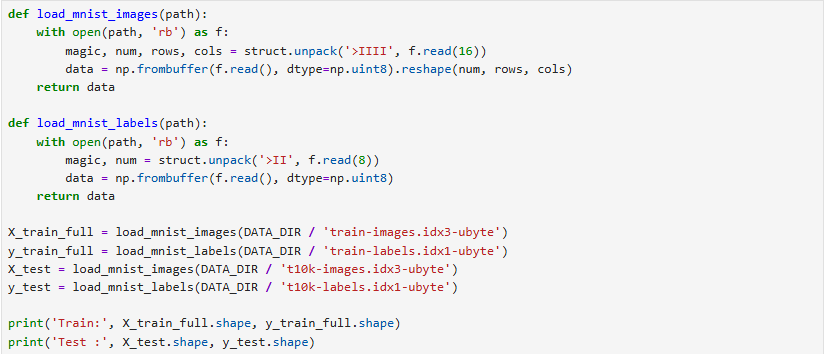 def load_mnist_images(path):
    with open(path, 'rb') as f:
        magic, num, rows, cols = struct.unpack('>IIII', f.read(16))
        data = np.frombuffer(f.read(), dtype=np.uint8).reshape(num, rows, cols)
    return data

def load_mnist_labels(path):
    with open(path, 'rb') as f:
        magic, num = struct.unpack('>II', f.read(8))
        data = np.frombuffer(f.read(), dtype=np.uint8)
    return data

X_train_full = load_mnist_images(DATA_DIR / 'train-images.idx3-ubyte')
y_train_full = load_mnist_labels(DATA_DIR / 'train-labels.idx1-ubyte')
X_test = load_mnist_images(DATA_DIR / 't10k-images.idx3-ubyte')
y_test = load_mnist_labels(DATA_DIR / 't10k-labels.idx1-ubyte')

print('Train:', X_train_full.shape, y_train_full.shape)
print('Test :', X_test.shape, y_test.shape)